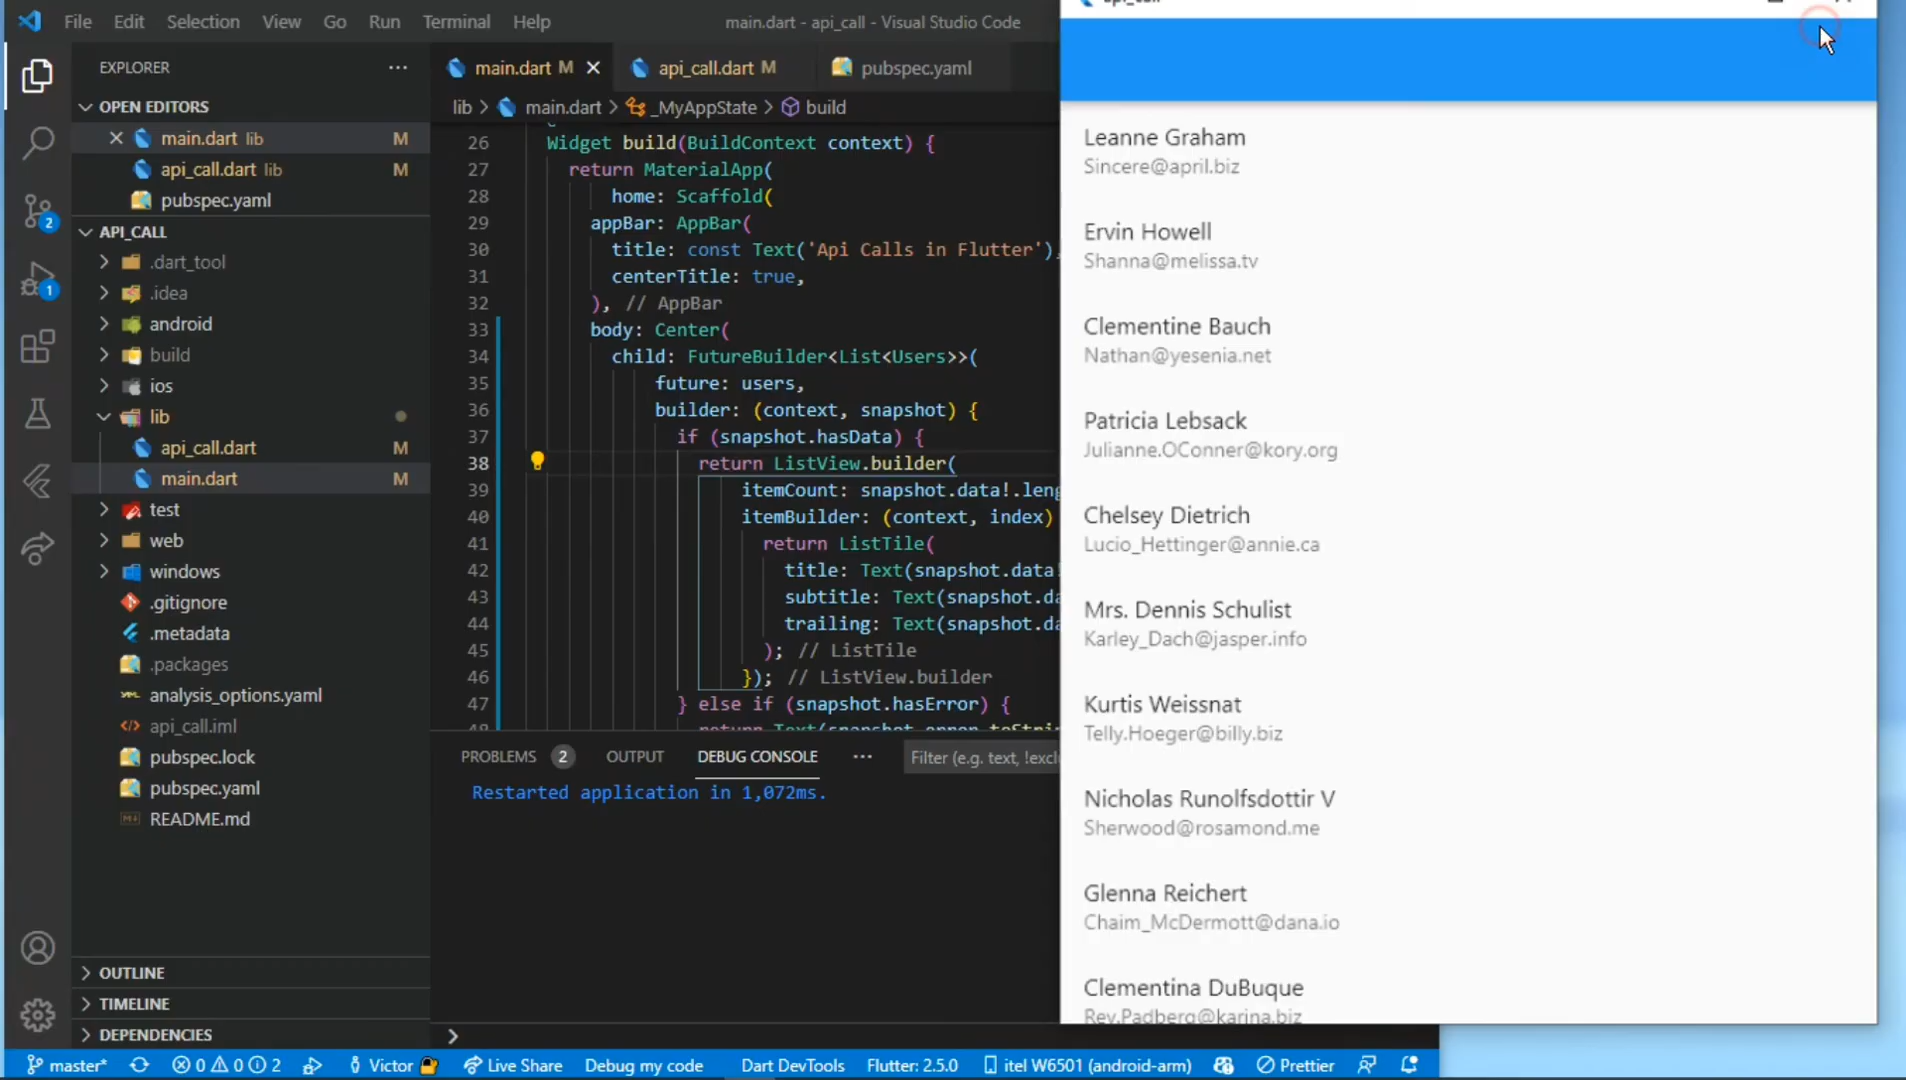 File Edit Selection View Go Run Terminal Help
main.dart - api_call - Visual Studio Code
EXPLORER
OPEN EDITORS
main.dart lib M
api_call.dart lib M
pubspec.yaml
API_CALL
.dart_tool
.idea
android
build
ios
lib
api_call.dart M
main.dart M
test
web
windows
.gitignore
.metadata
.packages
analysis_options.yaml
api_call.iml
pubspec.lock
pubspec.yaml
README.md
OUTLINE
TIMELINE
DEPENDENCIES
2
1
main.dart M
api_call.dart M
pubspec.yaml
lib > main.dart > _MyAppState > build
26 Widget build(BuildContext context) {
27 return MaterialApp(
28 home: Scaffold(
29 appBar: AppBar(
30 title: const Text('Api Calls in Flutter'),
31 centerTitle: true,
32 ), // AppBar
33 body: Center(
34 child: FutureBuilder<List<Users>>(
35 future: users,
36 builder: (context, snapshot) {
37 if (snapshot.hasData) {
38 return ListView.builder(
39 itemCount: snapshot.data!.leng
40 itemBuilder: (context, index)
41 return ListTile(
42 title: Text(snapshot.data!
43 subtitle: Text(snapshot.da
44 trailing: Text(snapshot.da
45 ); // ListTile
46 }); // ListView.builder
47 } else if (snapshot.hasError) {
48 return Text(snapshot.error.toStrin
PROBLEMS 2 OUTPUT DEBUG CONSOLE ··· Filter (e.g. text, !excl
Restarted application in 1,072ms.
api_call
Leanne Graham
Sincere@april.biz
Ervin Howell
Shanna@melissa.tv
Clementine Bauch
Nathan@yesenia.net
Patricia Lebsack
Julianne.OConner@kory.org
Chelsey Dietrich
Lucio_Hettinger@annie.ca
Mrs. Dennis Schulist
Karley_Dach@jasper.info
Kurtis Weissnat
Telly.Hoeger@billy.biz
Nicholas Runolfsdottir V
Sherwood@rosamond.me
Glenna Reichert
Chaim_McDermott@dana.io
Clementina DuBuque
Rey.Padberg@karina.biz
master* 0 0 2 Victor Live Share Debug my code Dart DevTools Flutter: 2.5.0 itel W6501 (android-arm) Prettier